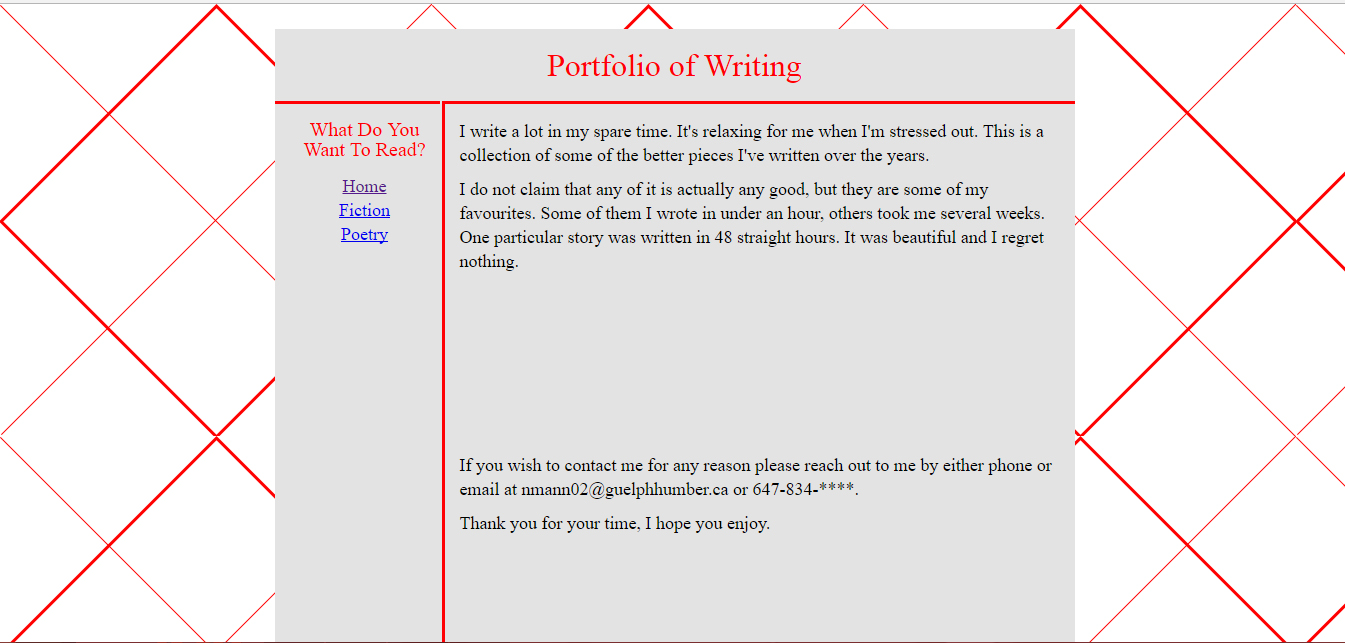 Portfolio of Writing
What Do You
Want To Read?
Home
Fiction
Poetry
I write a lot in my spare time. It's relaxing for me when I'm stressed out. This is a
collection of some of the better pieces I've written over the years.
I do not claim that any of it is actually any good, but they are some of my
favourites. Some of them I wrote in under an hour, others took me several weeks.
One particular story was written in 48 straight hours. It was beautiful and I regret
nothing.
If you wish to contact me for any reason please reach out to me by either phone or
email at nmann02@guelphhumber.ca or 647-834-****.
Thank you for your time, I hope you enjoy.